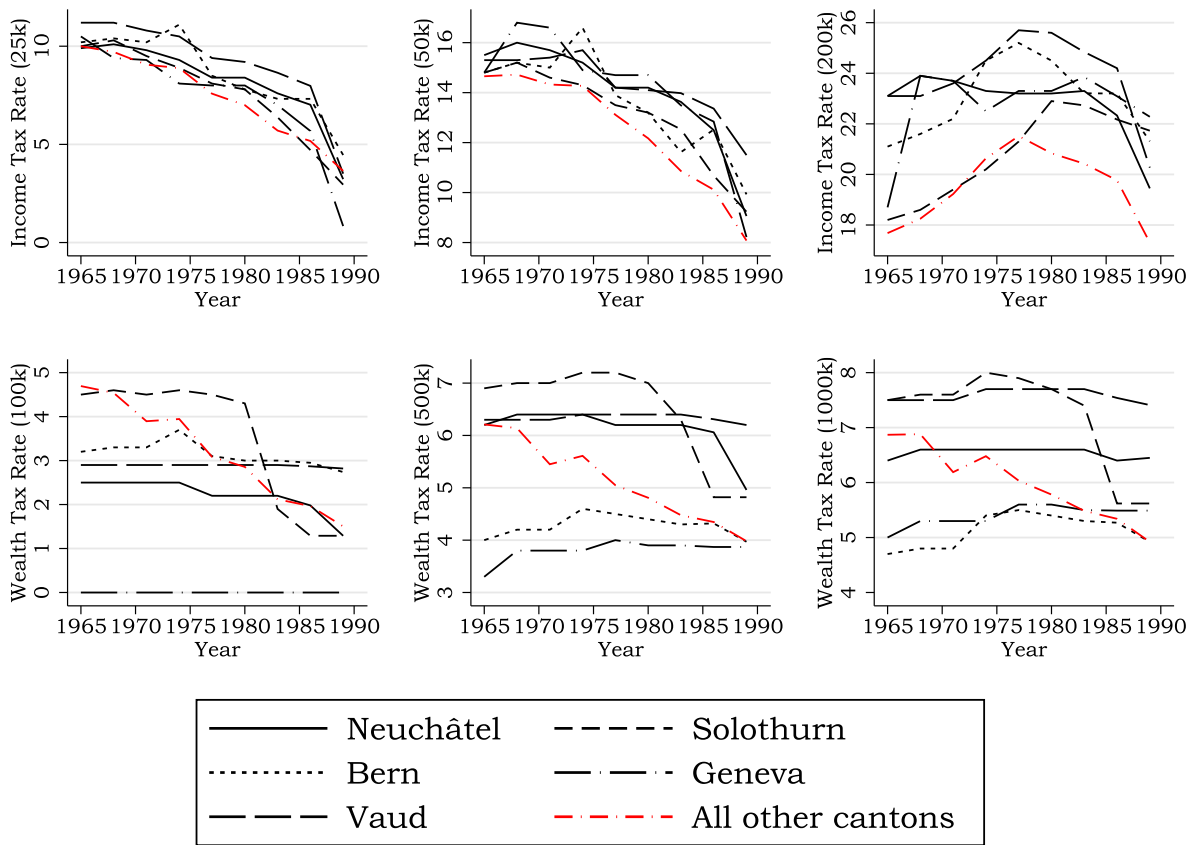 Income Tax Rate (25k)
10
5
0
1965 1970 1975 1980 1985 1990
Year
Income Tax Rate (50k)
16
14
12
10
8
1965 1970 1975 1980 1985 1990
Year
Income Tax Rate (200k)
26
24
22
20
18
1965 1970 1975 1980 1985 1990
Year
Wealth Tax Rate (100k)
5
4
3
2
1
0
1965 1970 1975 1980 1985 1990
Year
Wealth Tax Rate (500k)
7
6
5
4
3
1965 1970 1975 1980 1985 1990
Year
Wealth Tax Rate (1000k)
8
7
6
5
4
1965 1970 1975 1980 1985 1990
Year
Neuchâtel
Solothurn
Bern
Geneva
Vaud
All other cantons